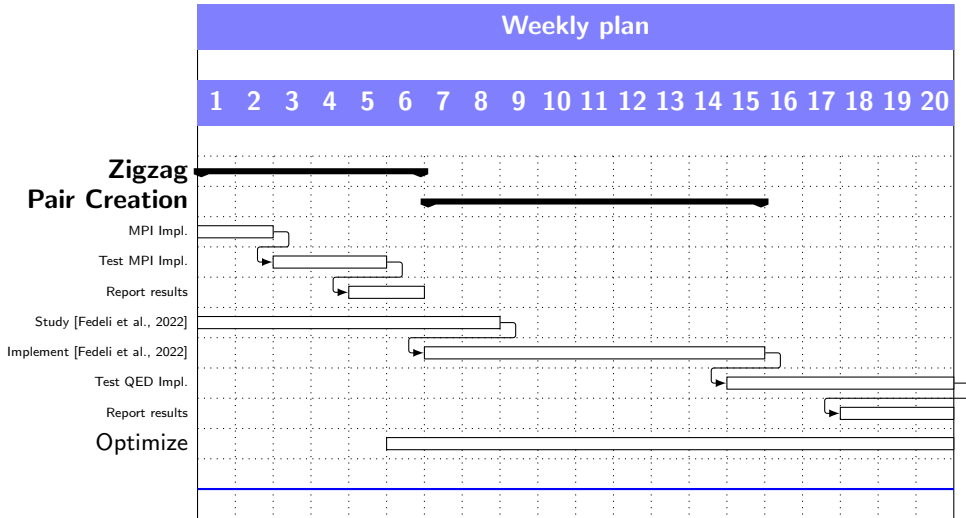 Weekly plan
1 2 3 4 5 6 7 8 9 10 11 12 13 14 15 16 17 18 19 20
Zigzag
Pair Creation
MPI Impl.
Test MPI Impl.
Report results
Study [Fedeli et al., 2022]
Implement [Fedeli et al., 2022]
Test QED Impl.
Report results
Optimize